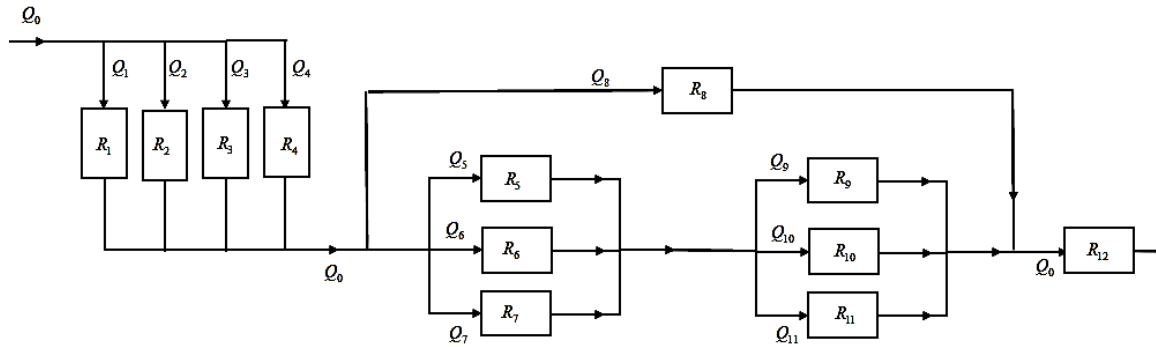 Q₀
Q₁ Q₂ Q₃ Q₄
Q₈ R₈
R₁ R₂ R₃ R₄
Q₅ Q₉
R₅ R₉
Q₆ Q₁₀
R₆ R₁₀ R₁₂
Q₀ Q₀
R₇ R₁₁
Q₇ Q₁₁